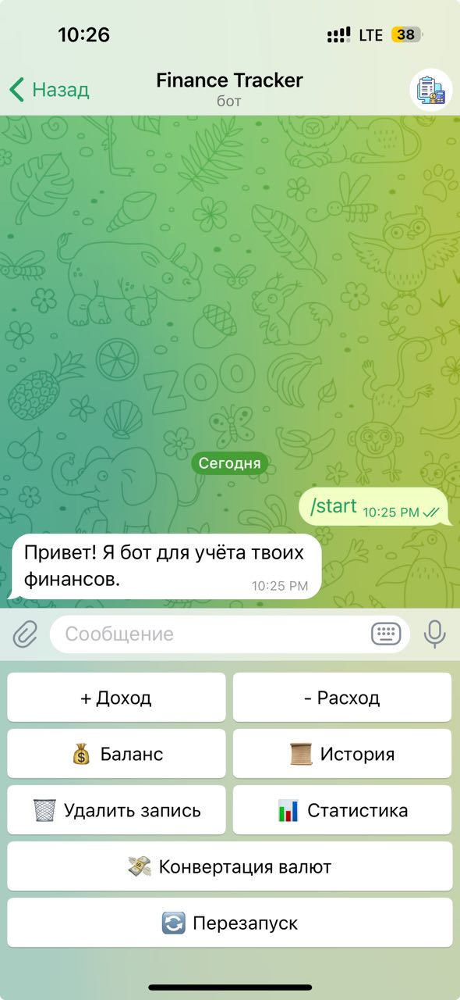 10:26
LTE 38
Назад
Finance Tracker
бот
ZOO
Сегодня
/start 10:25 PM
Привет! Я бот для учёта твоих
финансов.
10:25 PM
Сообщение
+ Доход
- Расход
Баланс
История
Удалить запись
Статистика
Конвертация валют
Перезапуск